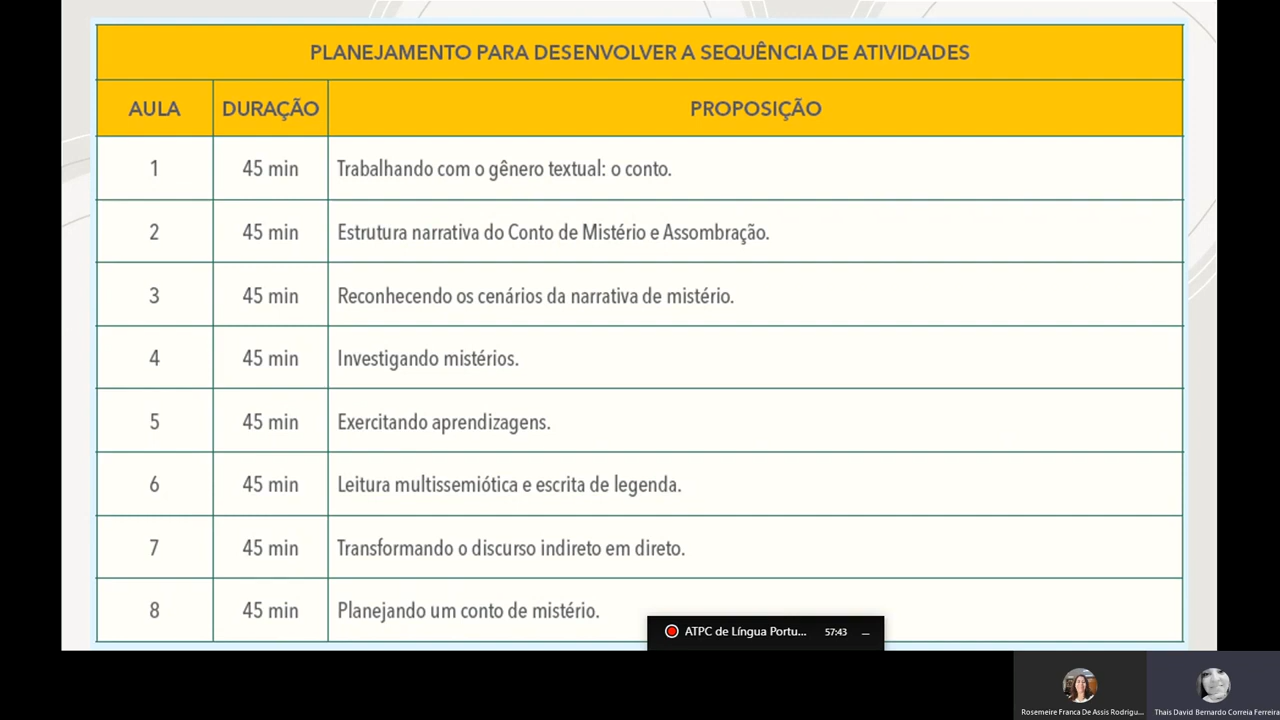 PLANEJAMENTO PARA DESENVOLVER A SEQUÊNCIA DE ATIVIDADES
AULA DURAÇÃO PROPOSIÇÃO
1 45 min Trabalhando com o gênero textual: o conto.
2 45 min Estrutura narrativa do Conto de Mistério e Assombração.
3 45 min Reconhecendo os cenários da narrativa de mistério.
4 45 min Investigando mistérios.
5 45 min Exercitando aprendizagens.
6 45 min Leitura multissemiótica e escrita de legenda.
7 45 min Transformando o discurso indireto em direto.
8 45 min Planejando um conto de mistério.
ATPC de Língua Portu... 57:43
Rosemeire Franca De Assis Rodrigu...
Thais David Bernardo Correia Ferreira